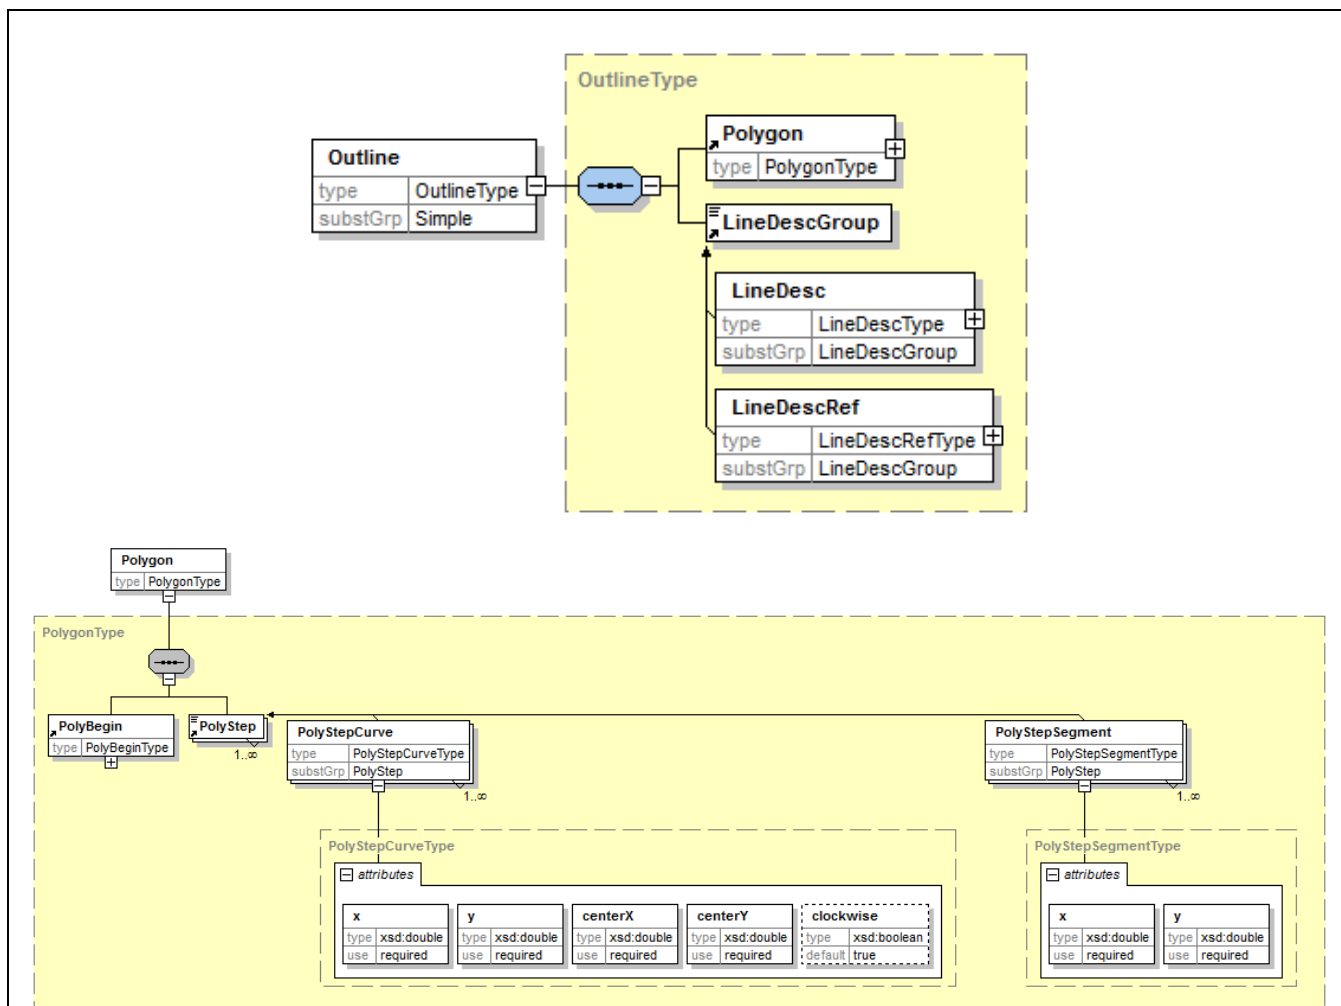 OutlineType
Polygon
type PolygonType
Outline
type OutlineType
substGrp Simple
LineDescGroup
LineDesc
type LineDescType
substGrp LineDescGroup
LineDescRef
type LineDescRefType
substGrp LineDescGroup
Polygon
type PolygonType
PolygonType
PolyBegin
type PolyBeginType
PolyStep
1..∞
PolyStepCurve
type PolyStepCurveType
substGrp PolyStep
1..∞
PolyStepSegment
type PolyStepSegmentType
substGrp PolyStep
1..∞
PolyStepCurveType
attributes
x
type xsd:double
use required
y
type xsd:double
use required
centerX
type xsd:double
use required
centerY
type xsd:double
use required
clockwise
type xsd:boolean
default true
PolyStepSegmentType
attributes
x
type xsd:double
use required
y
type xsd:double
use required